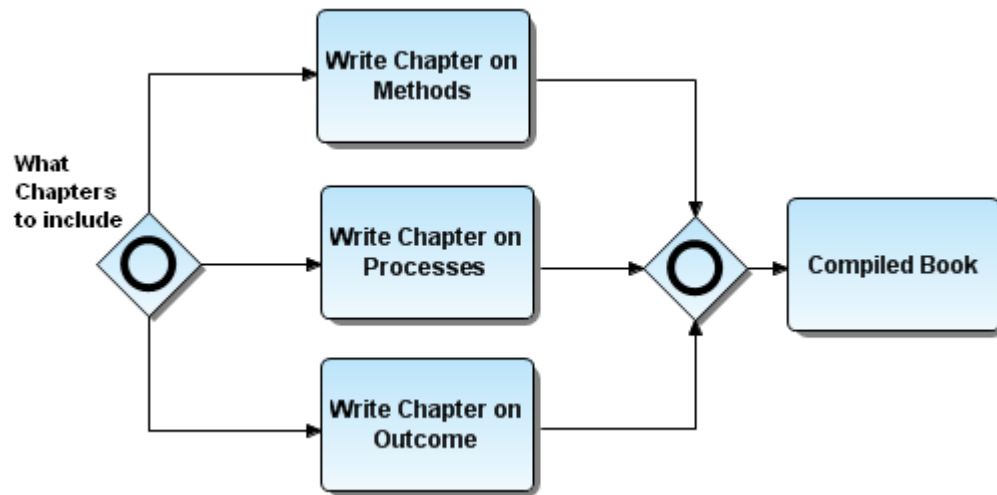 Write Chapter on
Methods
What
Chapters
to include
Write Chapter on
Processes
Compiled Book
Write Chapter on
Outcome